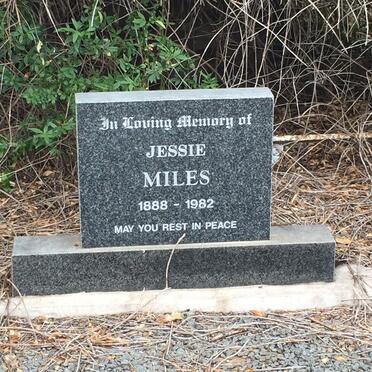 In Loving Memory of
JESSIE
MILES
1888 - 1982
MAY YOU REST IN PEACE